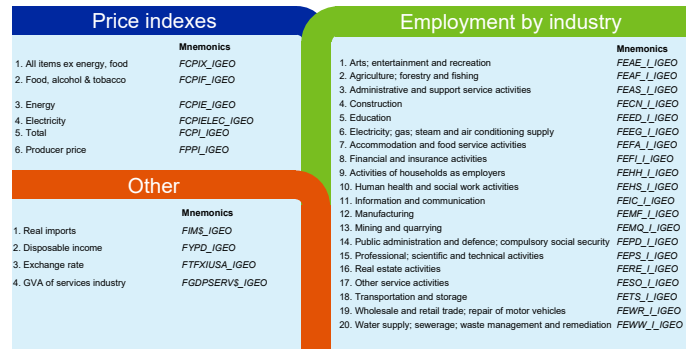 Price indexes
Mnemonics
1. All items ex energy, food FCPIX_IGEO
2. Food, alcohol & tobacco FCPIF_IGEO
3. Energy FCPIE_IGEO
4. Electricity FCPIELEC_IGEO
5. Total FCPI_IGEO
6. Producer price FPPI_IGEO
Other
Mnemonics
1. Real imports FIM$_IGEO
2. Disposable income FYPD_IGEO
3. Exchange rate FTFXIUSA_IGEO
4. GVA of services industry FGDPSERV$_IGEO
Employment by industry
Mnemonics
1. Arts; entertainment and recreation FEAE_I_IGEO
2. Agriculture; forestry and fishing FEAF_I_IGEO
3. Administrative and support service activities FEAS_I_IGEO
4. Construction FECN_I_IGEO
5. Education FEED_I_IGEO
6. Electricity; gas; steam and air conditioning supply FEEG_I_IGEO
7. Accommodation and food service activities FEFA_I_IGEO
8. Financial and insurance activities FEFI_I_IGEO
9. Activities of households as employers FEHH_I_IGEO
10. Human health and social work activities FEHS_I_IGEO
11. Information and communication FEIC_I_IGEO
12. Manufacturing FEMF_I_IGEO
13. Mining and quarrying FEMQ_I_IGEO
14. Public administration and defence; compulsory social security FEPD_I_IGEO
15. Professional; scientific and technical activities FEPS_I_IGEO
16. Real estate activities FERE_I_IGEO
17. Other service activities FESO_I_IGEO
18. Transportation and storage FETS_I_IGEO
19. Wholesale and retail trade; repair of motor vehicles FEWR_I_IGEO
20. Water supply; sewerage; waste management and remediation FEWW_I_IGEO